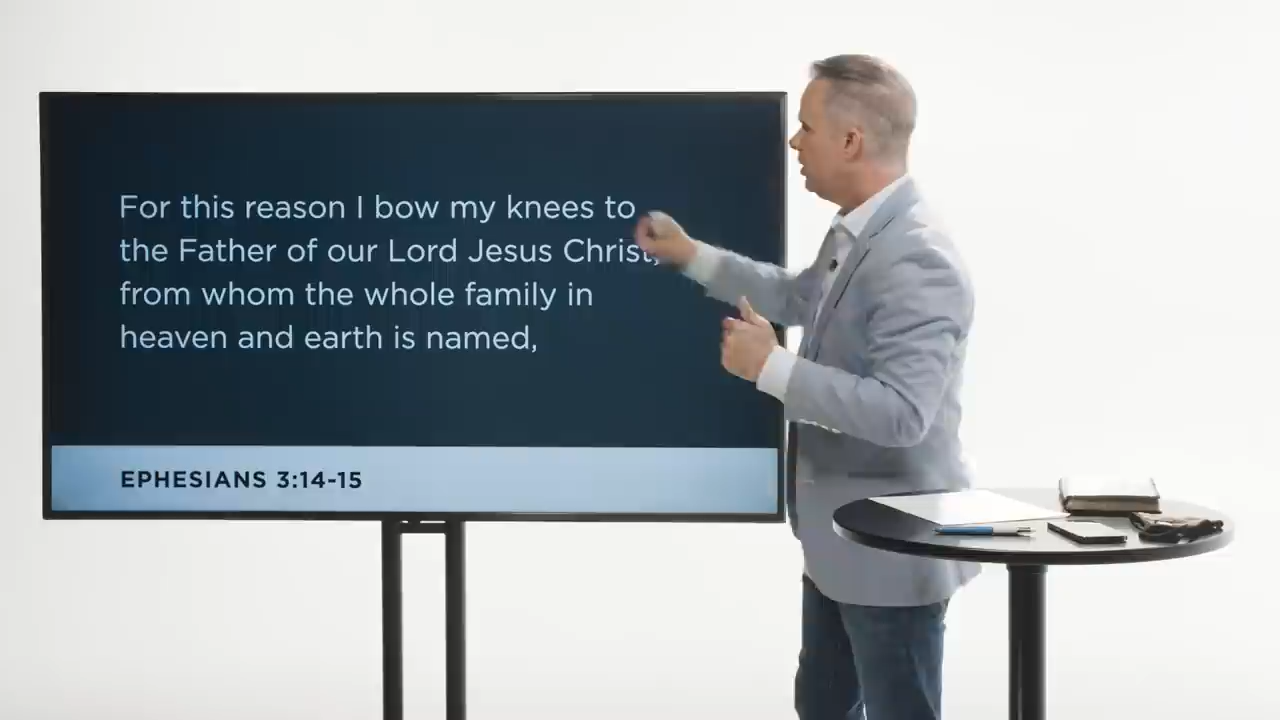 For this reason I bow my knees to
the Father of our Lord Jesus Christ,
from whom the whole family in
heaven and earth is named,
EPHESIANS 3:14-15